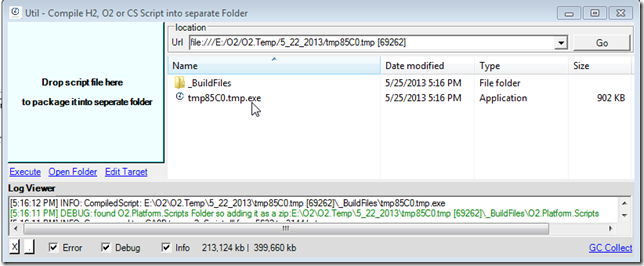 Util - Compile H2, O2 or CS Script into separate Folder
location
Url file:///E:/O2/O2.Temp/5_22_2013/tmp85C0.tmp [69262] Go
Drop script file here
to package it into seperate folder
Name Date modified Type Size
_BuildFiles 5/25/2013 5:16 PM File folder
tmp85C0.tmp.exe 5/25/2013 5:16 PM Application 902 KB
Execute Open Folder Edit Target
Log Viewer
[5:16:12 PM] INFO: CompiledScript: E:\O2\O2.Temp\5_22_2013\tmp85C0.tmp [69262]\_BuildFiles\tmp85C0.tmp.exe
[5:16:11 PM] DEBUG: found O2.Platform.Scripts Folder so adding it as a zip:E:\O2\O2.Temp\5_22_2013\tmp85C0.tmp [69262]\_BuildFiles\O2.Platform.Scripts
X . Error Debug Info 213,124 kb | 399,660 kb GC Collect